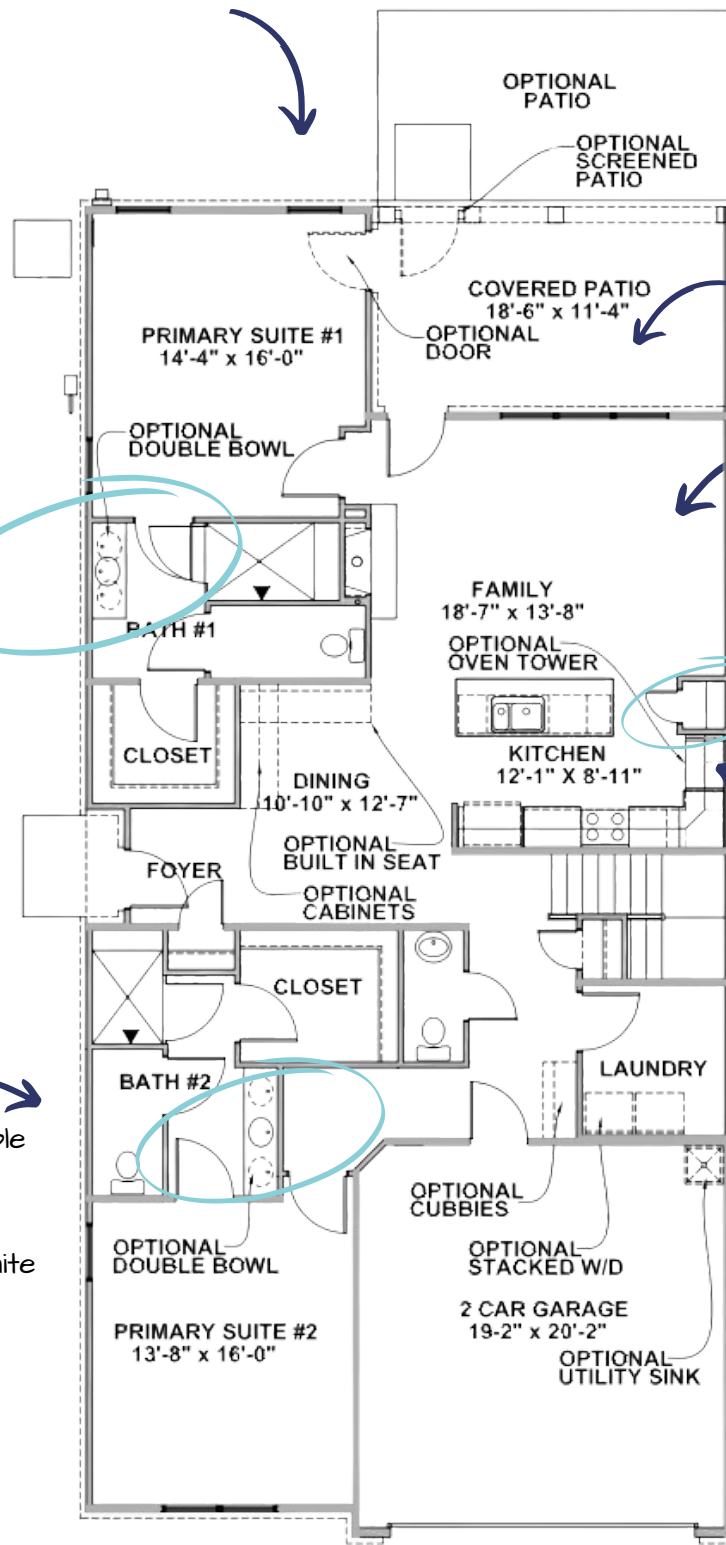 OPTIONAL
PATIO
OPTIONAL
SCREENED
PATIO
COVERED PATIO
18'-6" x 11'-4"
PRIMARY SUITE #1
14'-4" x 16'-0"
OPTIONAL
DOOR
OPTIONAL
DOUBLE BOWL
FAMILY
18'-7" x 13'-8"
BATH #1
OPTIONAL
OVEN TOWER
CLOSET
KITCHEN
12'-1" X 8'-11"
DINING
10'-10" x 12'-7"
OPTIONAL
BUILT IN SEAT
FOYER
OPTIONAL
CABINETS
CLOSET
LAUNDRY
BATH #2
OPTIONAL
CUBBIES
OPTIONAL
DOUBLE BOWL
OPTIONAL
STACKED W/D
2 CAR GARAGE
19-2" x 20'-2"
PRIMARY SUITE #2
13'-8" x 16'-0"
OPTIONAL
UTILITY SINK